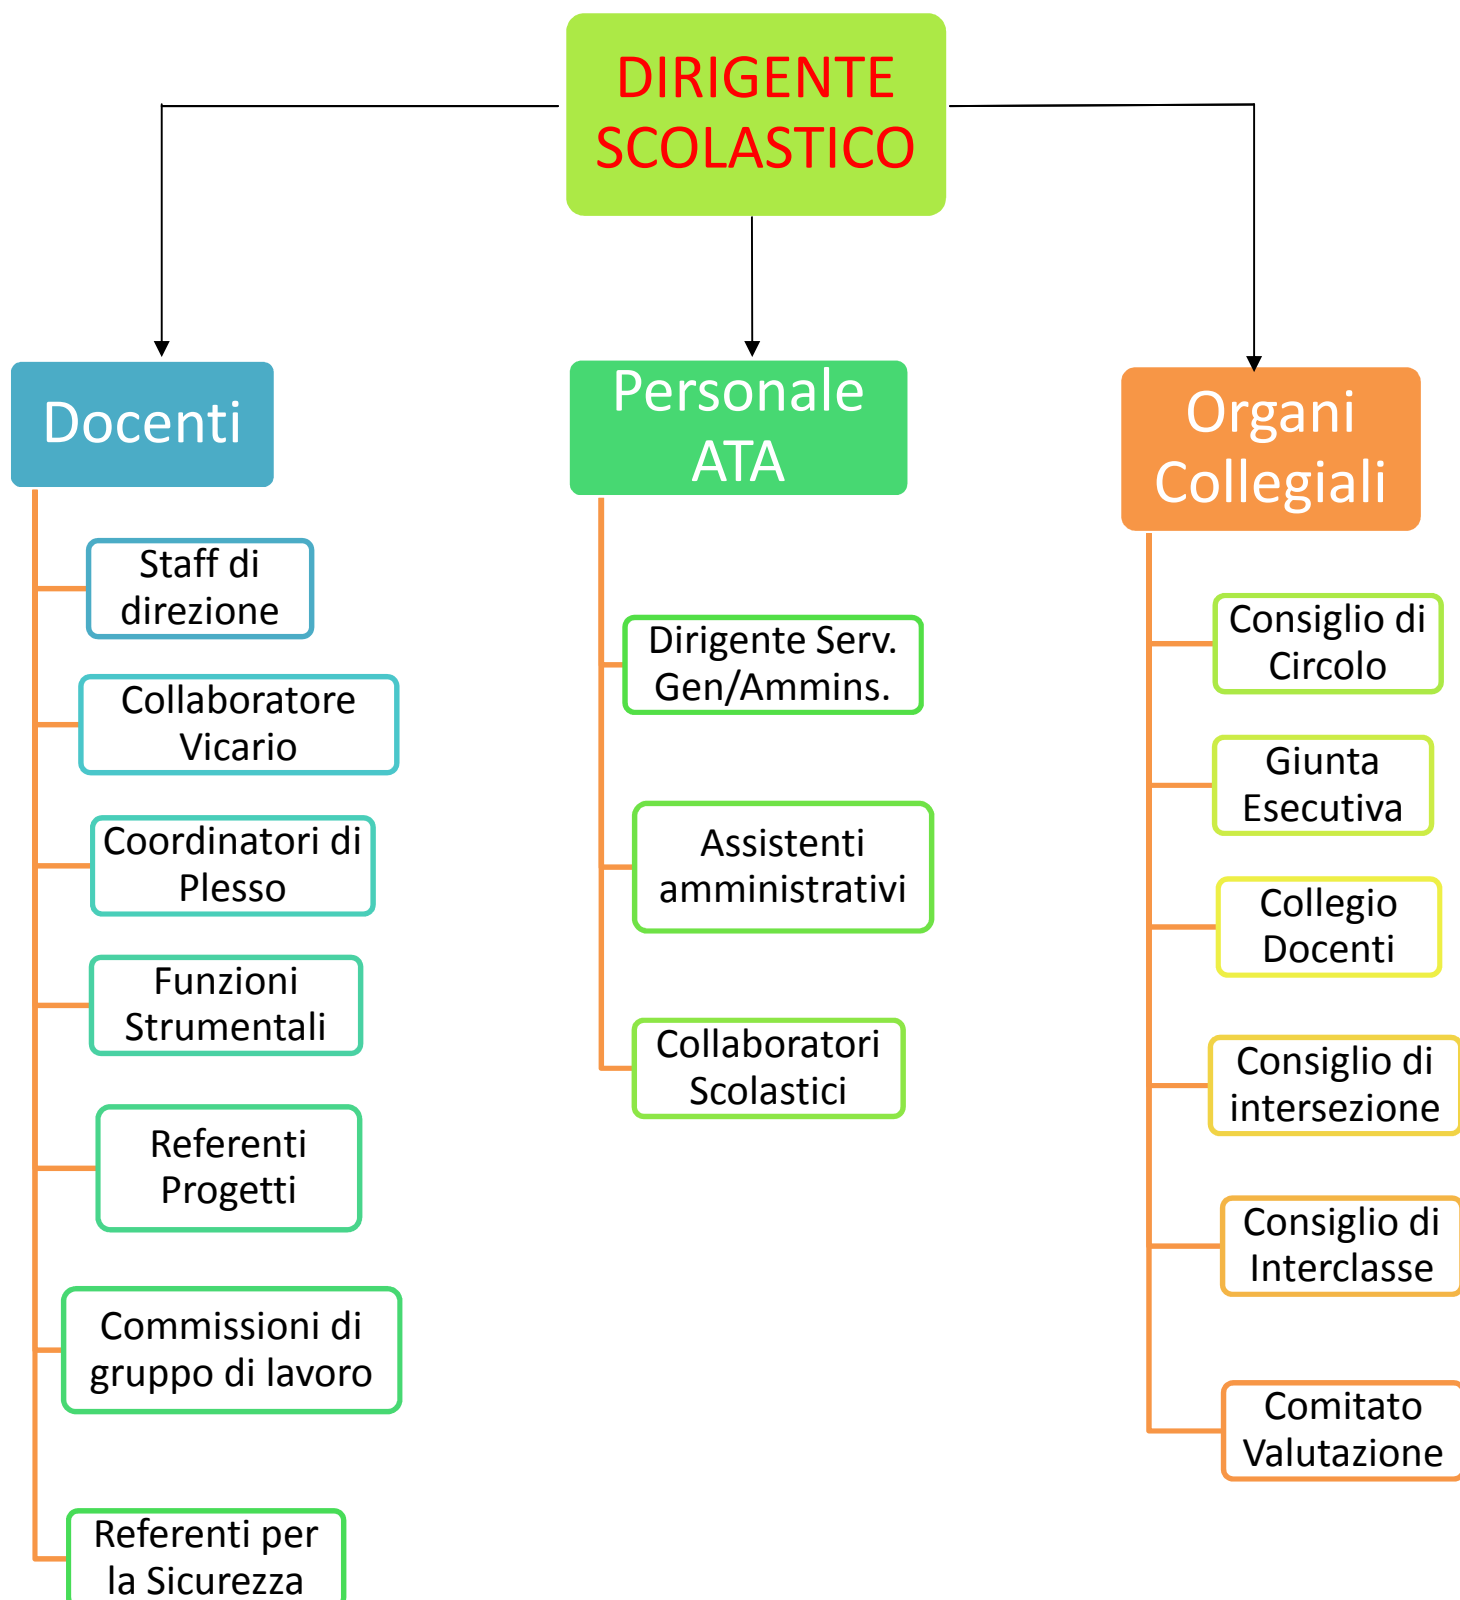 DIRIGENTE
SCOLASTICO
Docenti
Staff di
direzione
Collaboratore
Vicario
Coordinatori di
Plesso
Funzioni
Strumentali
Referenti
Progetti
Commissioni di
gruppo di lavoro
Referenti per
la Sicurezza
Personale
ATA
Dirigente Serv.
Gen/Ammins.
Assistenti
amministrativi
Collaboratori
Scolastici
Organi
Collegiali
Consiglio di
Circolo
Giunta
Esecutiva
Collegio
Docenti
Consiglio di
intersezione
Consiglio di
Interclasse
Comitato
Valutazione